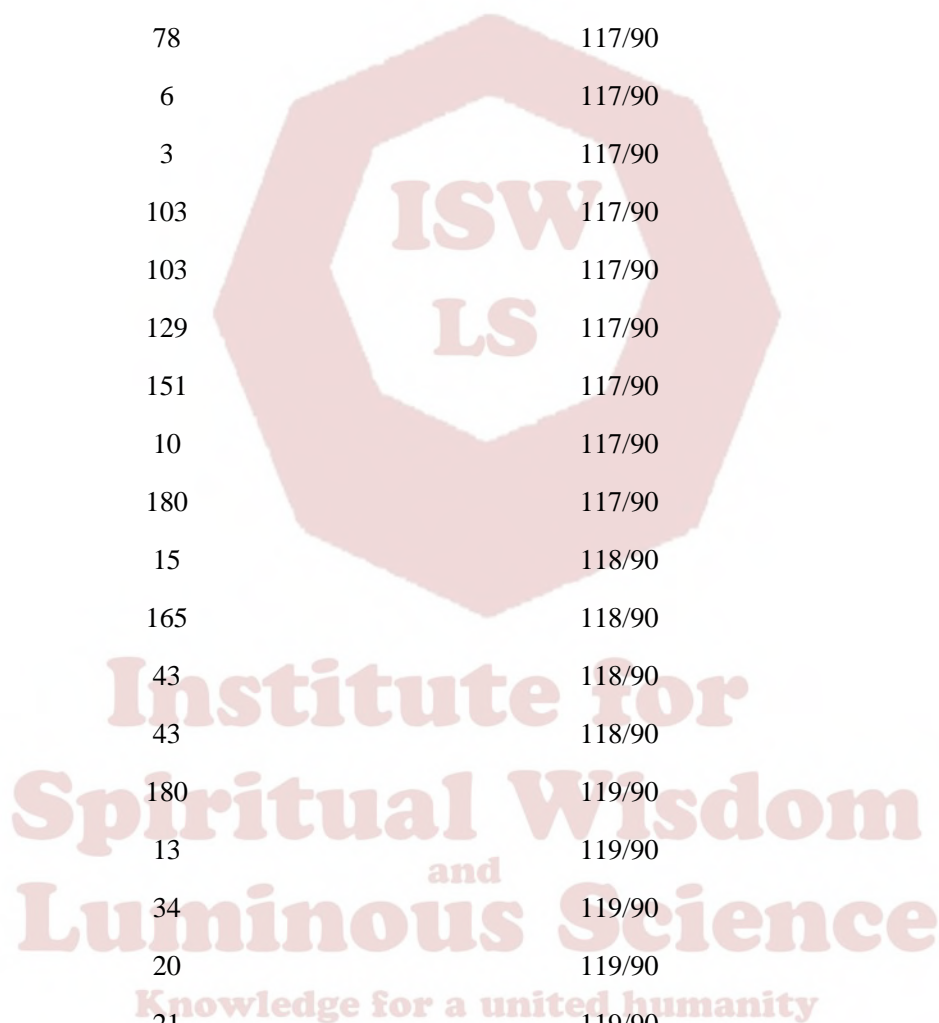 78 117/90
6 117/90
3 117/90
103 117/90
ISW
103 117/90
129 117/90
LS
151 117/90
10 117/90
180 117/90
15 118/90
165 118/90
43 118/90
Institute for
43 118/90
180 119/90
Spiritual Wisdom
13 119/90
and
34 119/90
Luminous Science
20 119/90
Knowledge for a united humanity
21 119/90